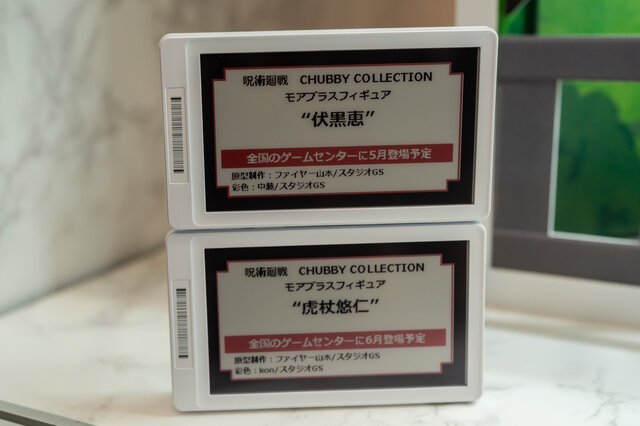 呪術廻戦 CHUBBY COLLECTION
モアプラスフィギュア
“伏黒恵”
全国のゲームセンターに5月登場予定
原型制作：ファイヤー山本/スタジオGS
彩色：中藤/スタジオGS
呪術廻戦 CHUBBY COLLECTION
モアプラスフィギュア
“虎杖悠仁”
全国のゲームセンターに6月登場予定
原型制作：ファイヤー山本/スタジオGS
彩色：kon/スタジオGS